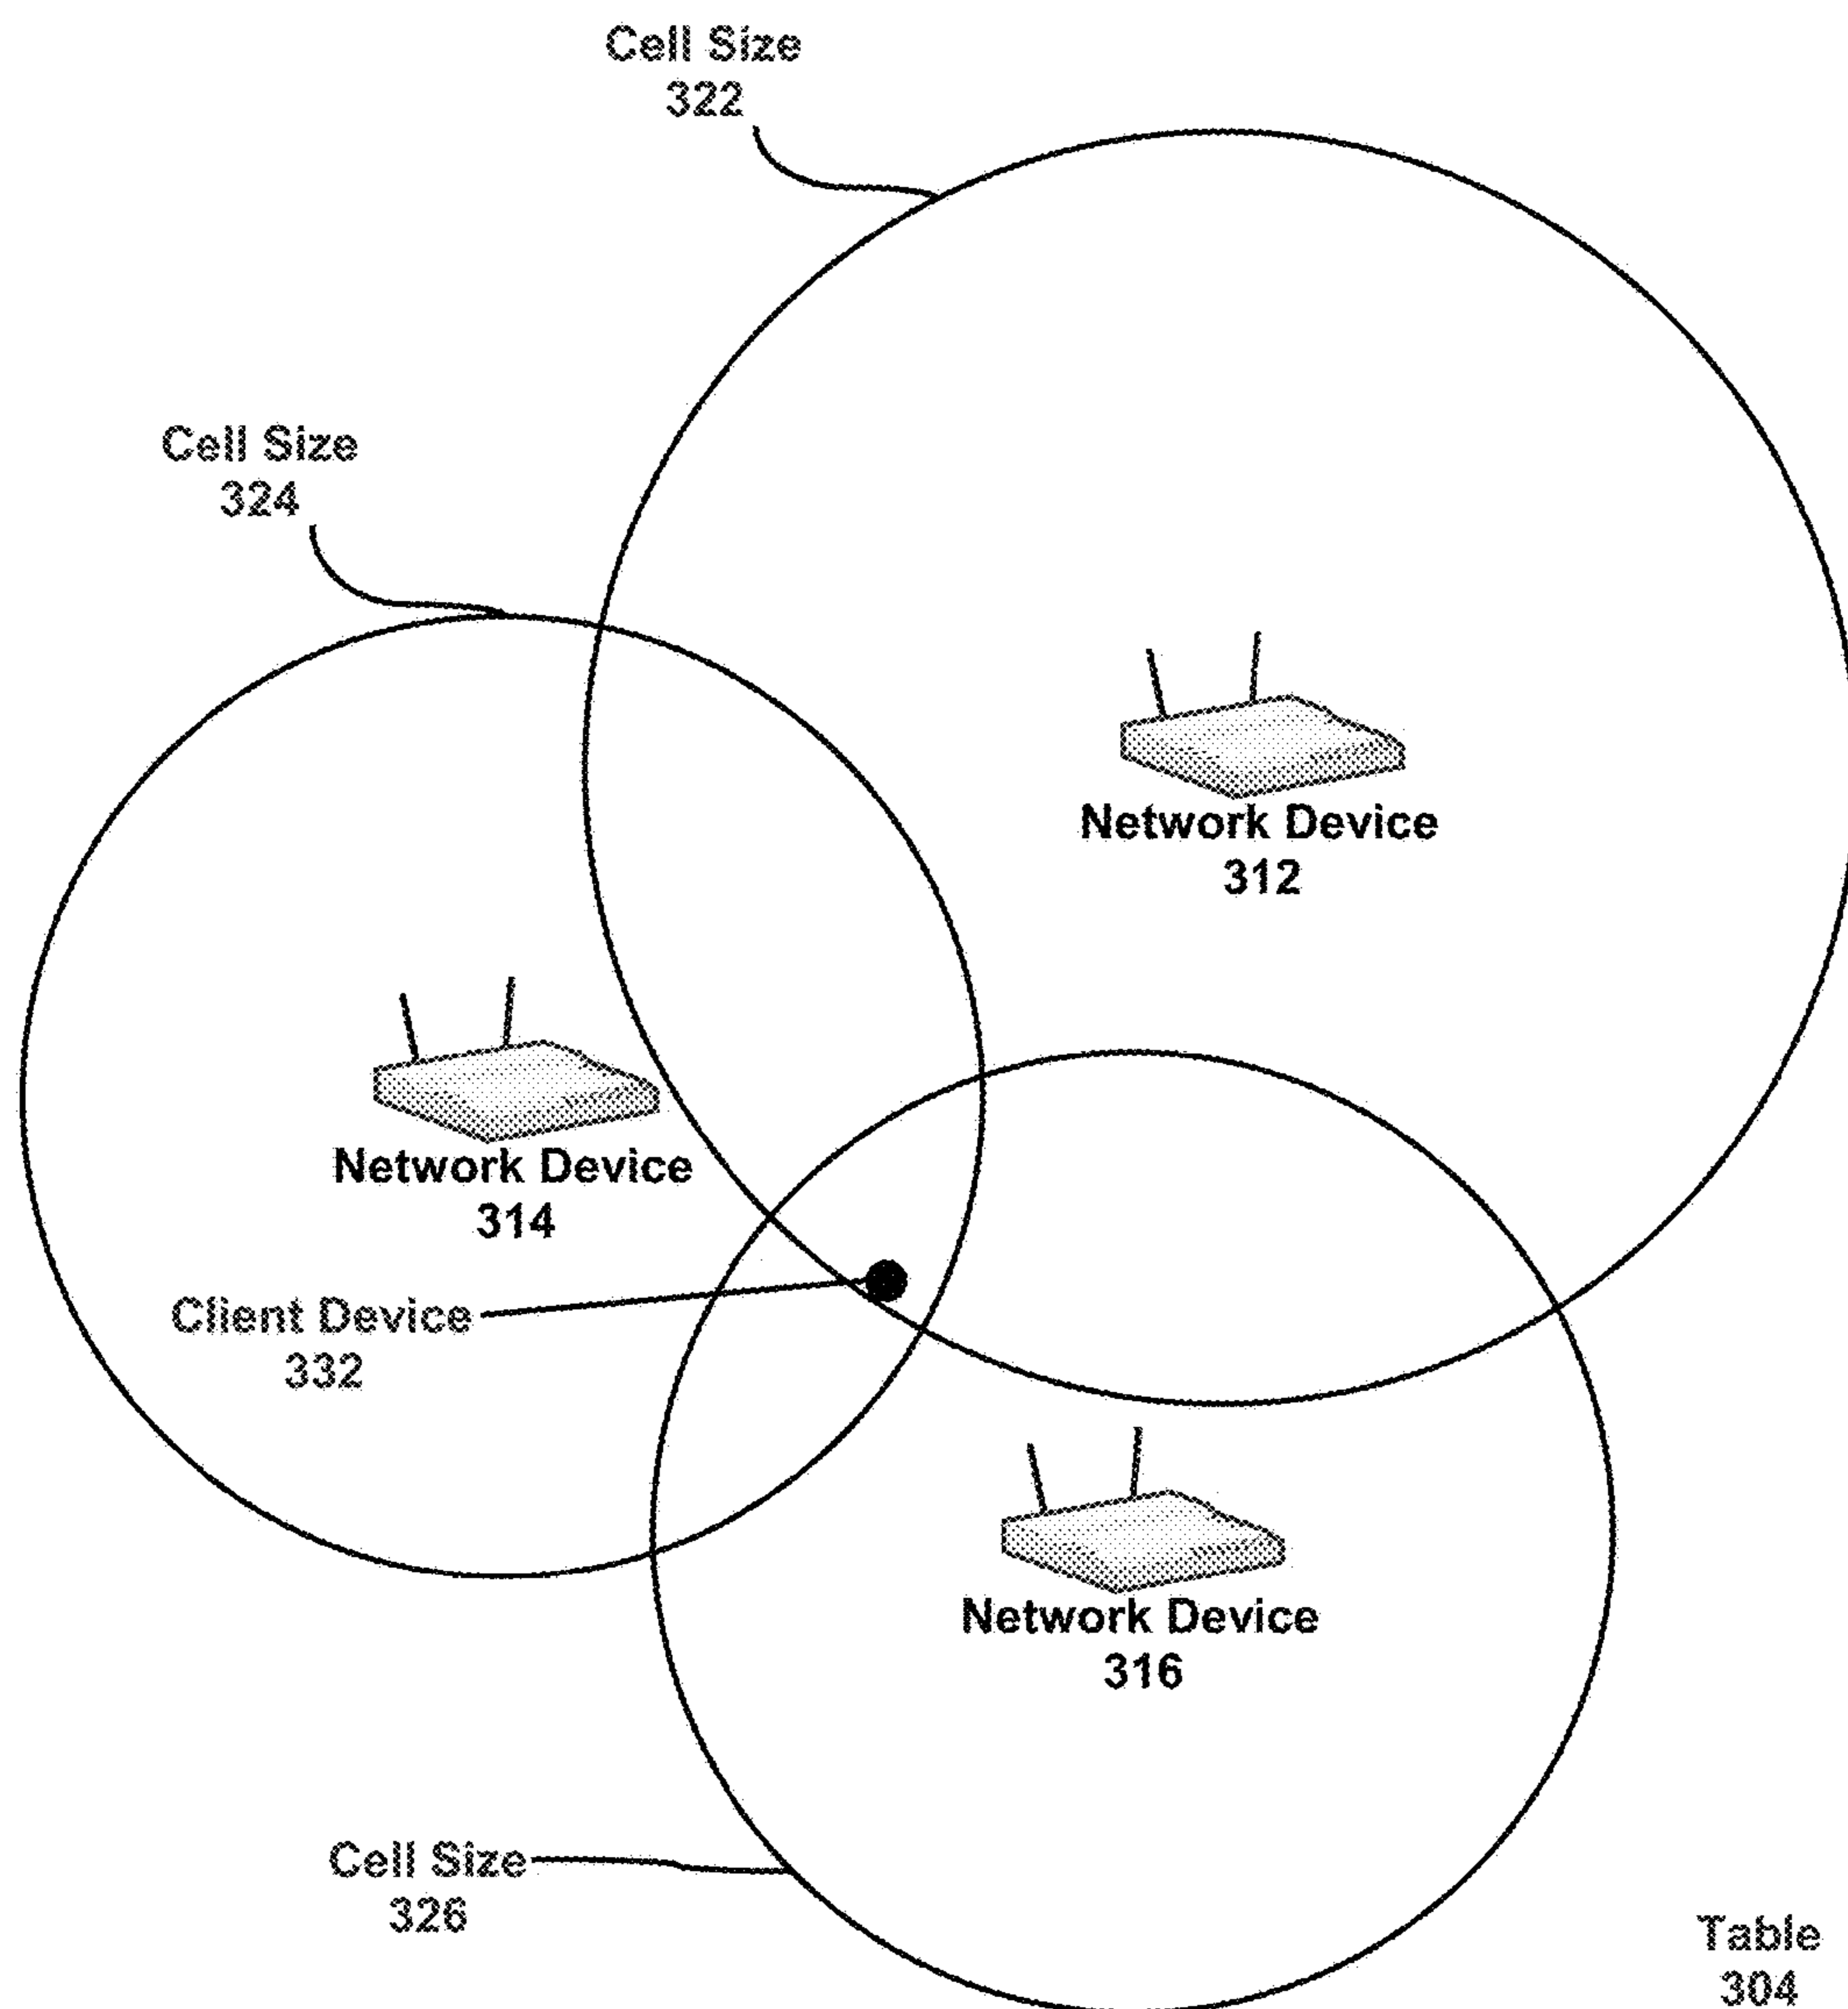 Cell Size
322
Cell Size
324
Network Device
312
Network Device
314
Client Device
332
Network Device
316
Cell Size
326
Table
304